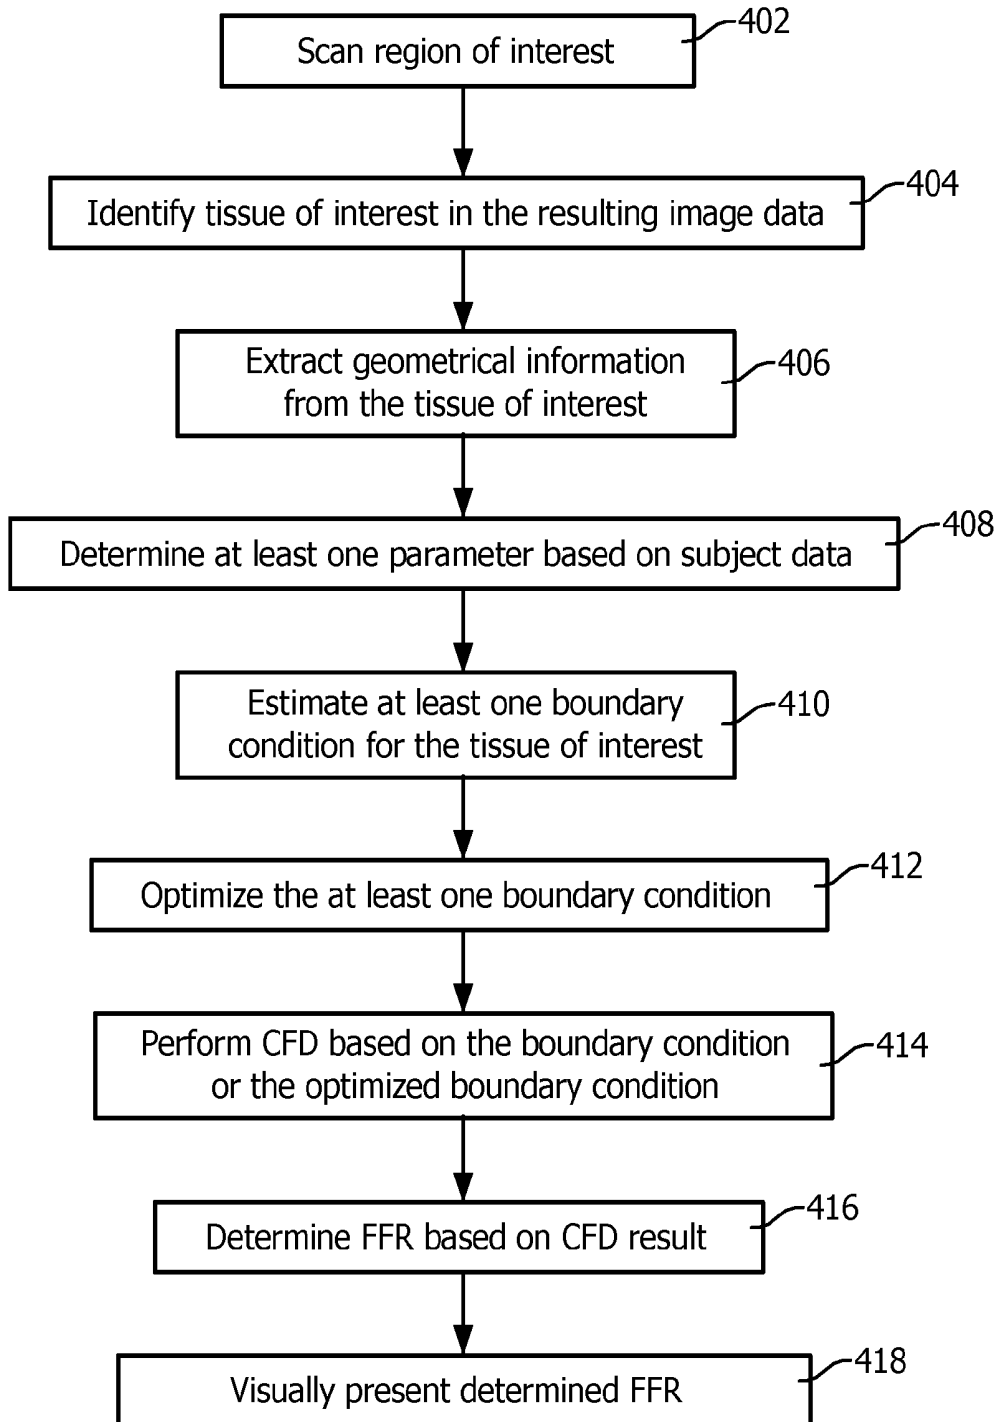 Scan region of interest
402
Identify tissue of interest in the resulting image data
404
Extract geometrical information
from the tissue of interest
406
Determine at least one parameter based on subject data
408
Estimate at least one boundary
condition for the tissue of interest
410
Optimize the at least one boundary condition
412
Perform CFD based on the boundary condition
or the optimized boundary condition
414
Determine FFR based on CFD result
416
Visually present determined FFR
418